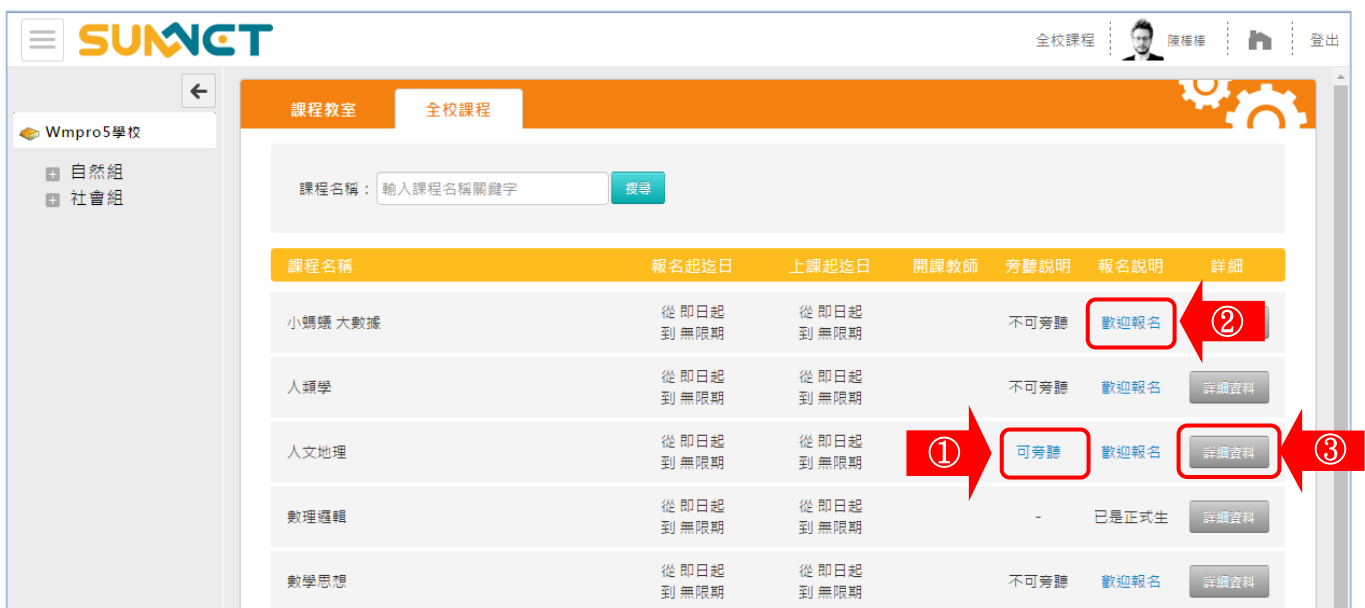 SUNNET
全校課程
陳棒棒
登出
課程教室
全校課程
Wmpro5學校
自然組
社會組
課程名稱：
輸入課程名稱關鍵字
搜尋
課程名稱 報名起迄日 上課起迄日 開課教師 旁聽說明 報名說明 詳細
小螞蟻 大數據
從 即日起
到 無限期
從 即日起
到 無限期
不可旁聽
歡迎報名
②
人類學
從 即日起
到 無限期
從 即日起
到 無限期
不可旁聽
歡迎報名
詳細資料
人文地理
從 即日起
到 無限期
從 即日起
到 無限期
①
可旁聽
歡迎報名
詳細資料
③
數理邏輯
從 即日起
到 無限期
從 即日起
到 無限期
-
已是正式生
詳細資料
數學思想
從 即日起
到 無限期
從 即日起
到 無限期
不可旁聽
歡迎報名
詳細資料